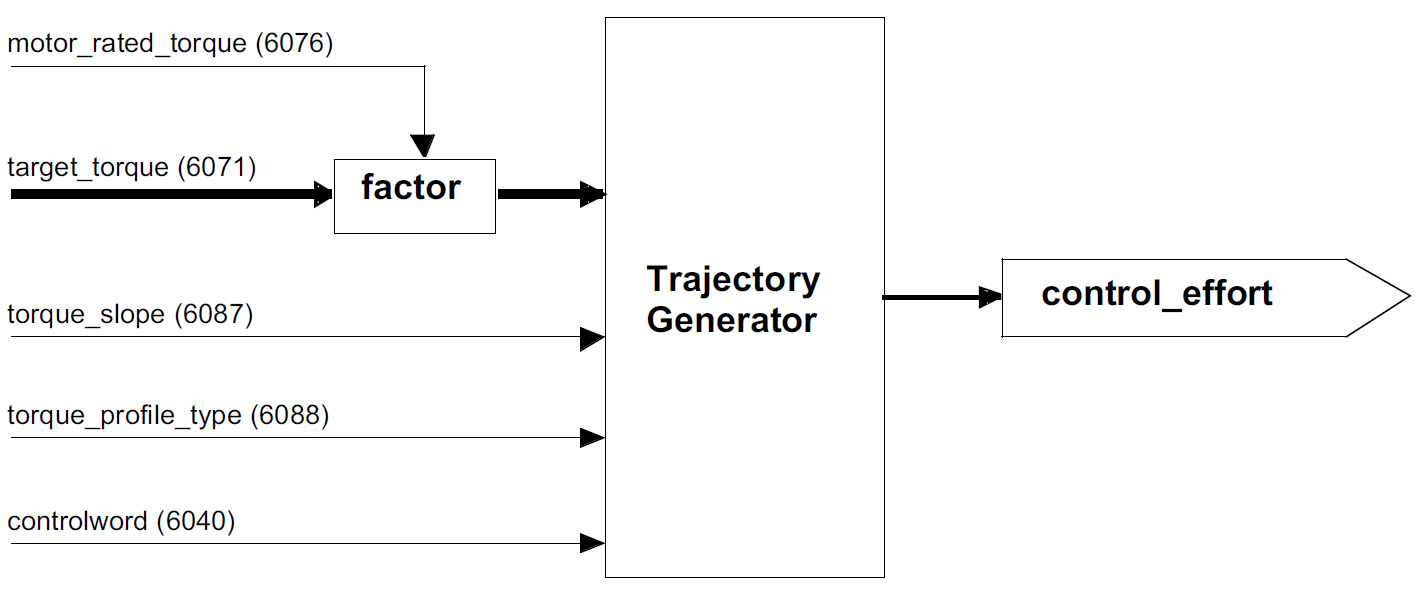 motor_rated_torque (6076)
target_torque (6071)
factor
torque_slope (6087)
torque_profile_type (6088)
controlword (6040)
Trajectory
Generator
control_effort